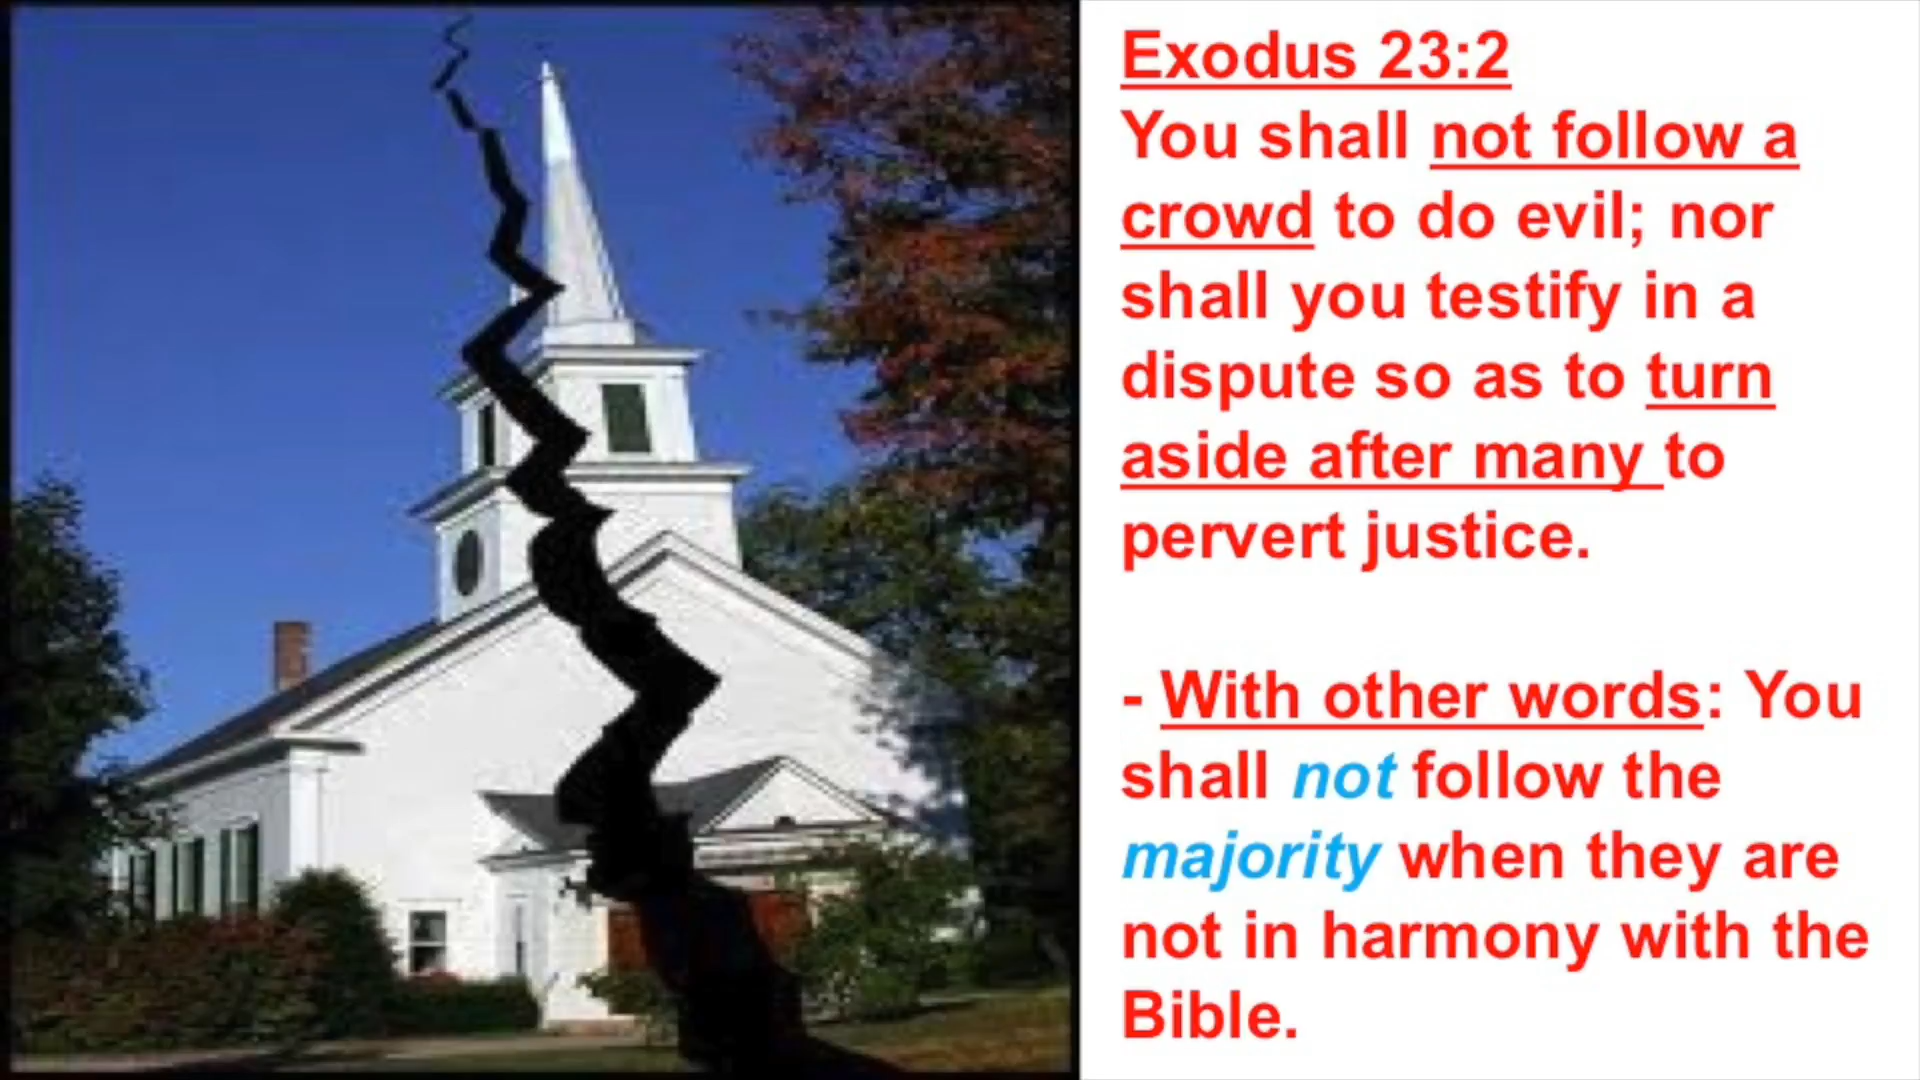 Exodus 23:2
You shall not follow a
crowd to do evil; nor
shall you testify in a
dispute so as to turn
aside after many to
pervert justice.
- With other words: You
shall not follow the
majority when they are
not in harmony with the
Bible.